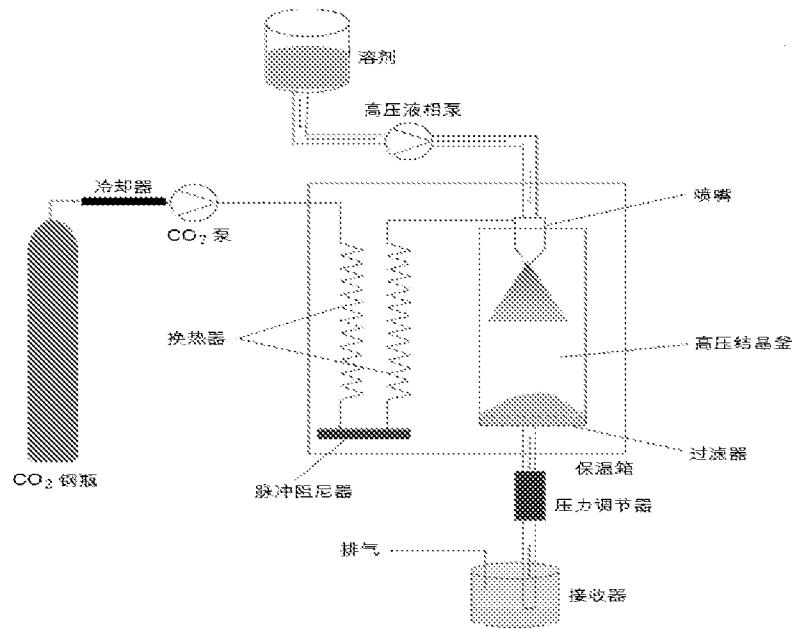 溶剂
高压液相泵
冷却器
喷嘴
CO₂ 泵
换热器
高压结晶釜
过滤器
保温箱
CO₂ 钢瓶
脉冲阻尼器
压力调节器
排气
接收器